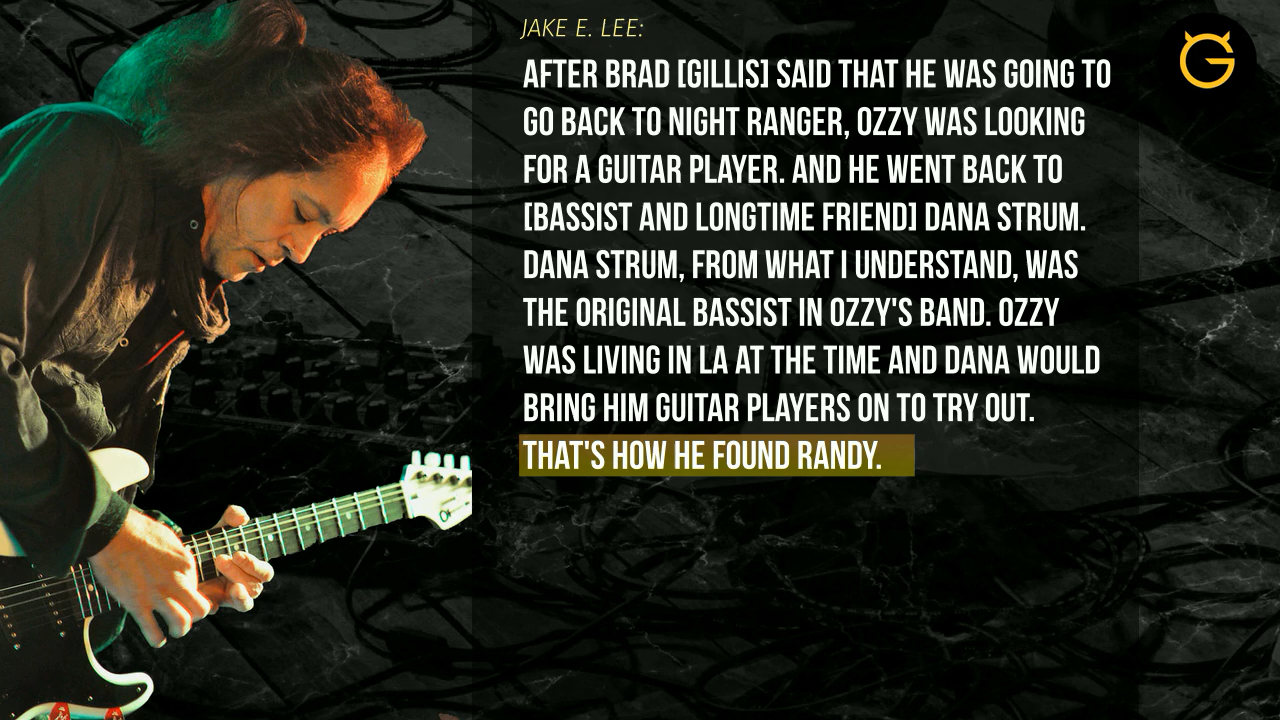 JAKE E. LEE:
AFTER BRAD [GILLIS] SAID THAT HE WAS GOING TO
GO BACK TO NIGHT RANGER, OZZY WAS LOOKING
FOR A GUITAR PLAYER. AND HE WENT BACK TO
[BASSIST AND LONGTIME FRIEND] DANA STRUM.
DANA STRUM, FROM WHAT I UNDERSTAND, WAS
THE ORIGINAL BASSIST IN OZZY'S BAND. OZZY
WAS LIVING IN LA AT THE TIME AND DANA WOULD
BRING HIM GUITAR PLAYERS ON TO TRY OUT.
THAT'S HOW HE FOUND RANDY.